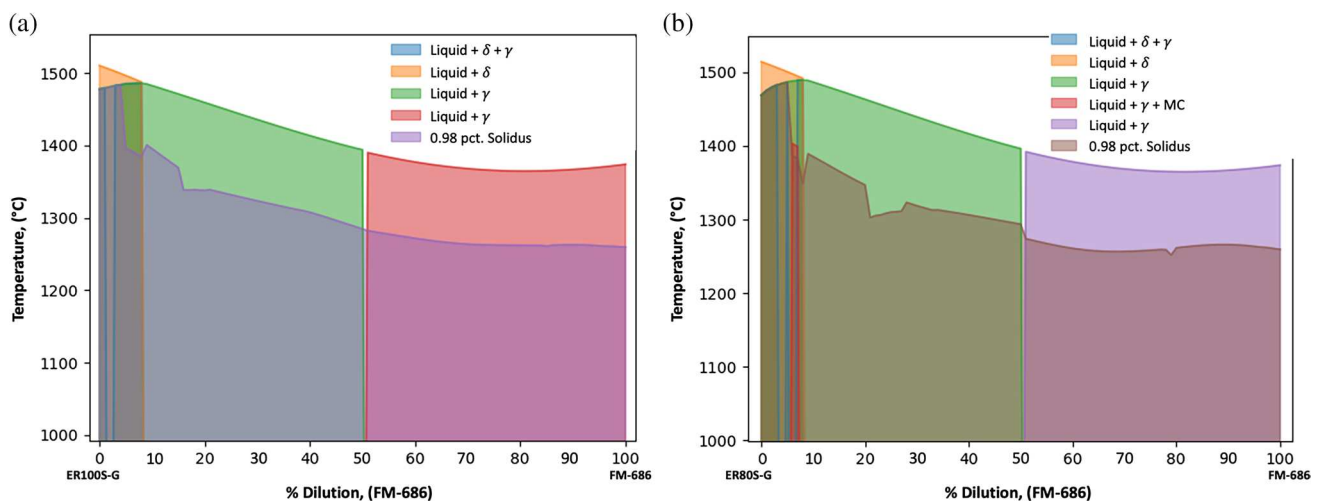 (a)
Liquid + δ + γ
Liquid + δ
Liquid + γ
Liquid + γ
0.98 pct. Solidus
Temperature, (°C)
1500
1400
1300
1200
1100
1000
0 10 20 30 40 50 60 70 80 90 100
ER100S-G FM-686
% Dilution, (FM-686)
(b)
Liquid + δ + γ
Liquid + δ
Liquid + γ
Liquid + γ + MC
Liquid + γ
0.98 pct. Solidus
Temperature, (°C)
1500
1400
1300
1200
1100
1000
0 10 20 30 40 50 60 70 80 90 100
ER80S-G FM-686
% Dilution, (FM-686)